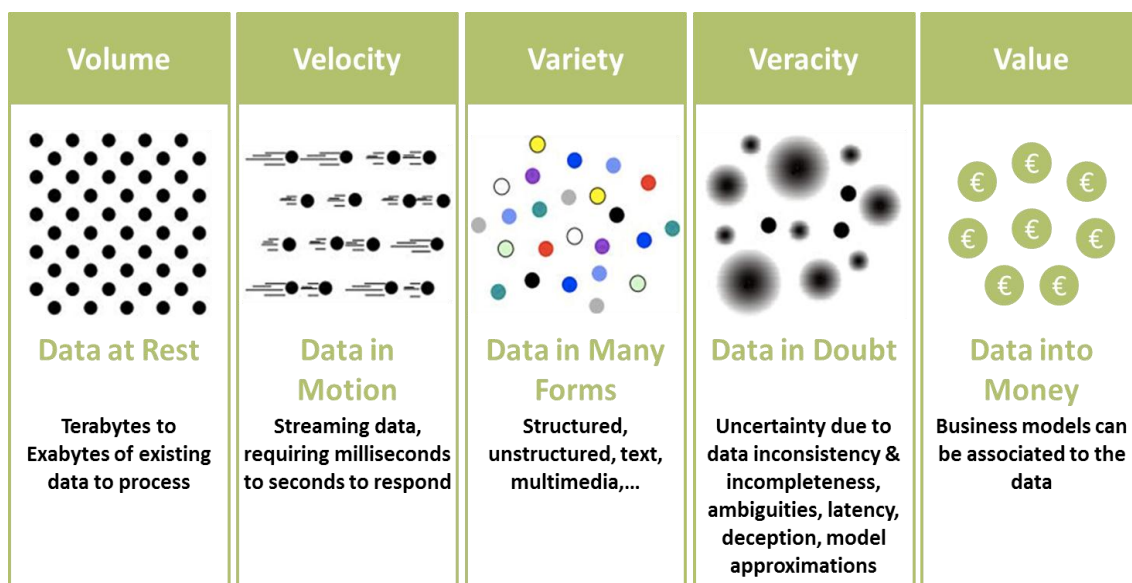 Volume
Data at Rest
Terabytes to
Exabytes of existing
data to process
Velocity
Data in
Motion
Streaming data,
requiring milliseconds
to seconds to respond
Variety
Data in Many
Forms
Structured,
unstructured, text,
multimedia,...
Veracity
Data in Doubt
Uncertainty due to
data inconsistency &
incompleteness,
ambiguities, latency,
deception, model
approximations
Value
€
€
€
€
€
€
€
€
Data into
Money
Business models can
be associated to the
data